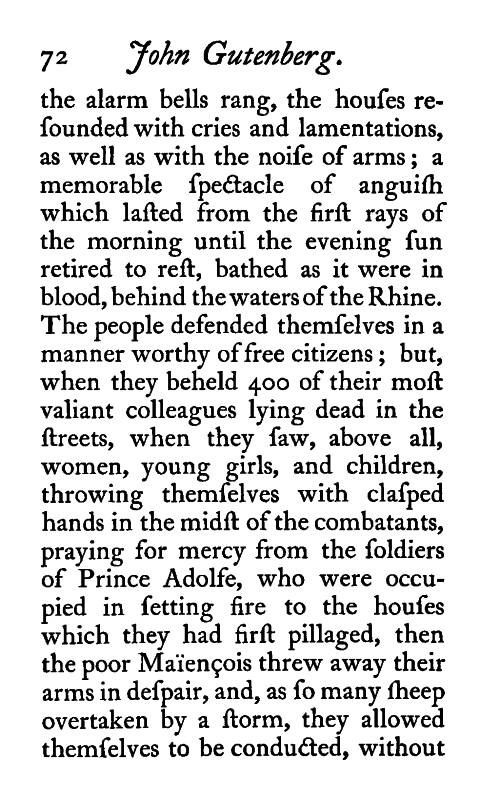 72 John Gutenberg.
the alarm bells rang, the houſes re-
ſounded with cries and lamentations,
as well as with the noiſe of arms; a
memorable ſpectacle of anguiſh
which laſted from the firſt rays of
the morning until the evening ſun
retired to reſt, bathed as it were in
blood, behind the waters of the Rhine.
The people defended themſelves in a
manner worthy of free citizens; but,
when they beheld 400 of their moſt
valiant colleagues lying dead in the
ſtreets, when they ſaw, above all,
women, young girls, and children,
throwing themſelves with claſped
hands in the midſt of the combatants,
praying for mercy from the ſoldiers
of Prince Adolfe, who were occu-
pied in ſetting fire to the houſes
which they had firſt pillaged, then
the poor Maïençois threw away their
arms in deſpair, and, as ſo many ſheep
overtaken by a ſtorm, they allowed
themſelves to be conducted, without